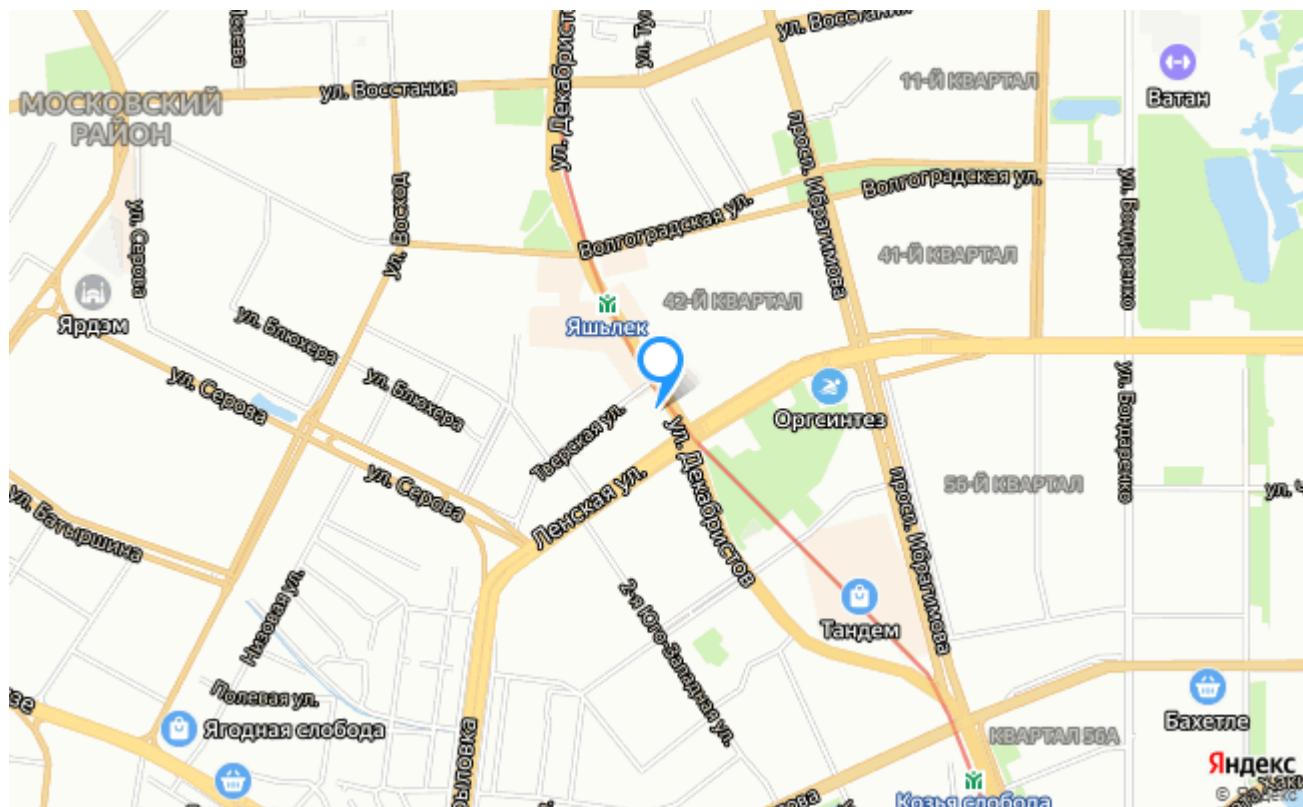 ул. Декабристов
ул. Восстания
ул. Восстания
11-Й КВАРТАЛ
Ватан
МОСКОВСКИЙ
РАЙОН
просп. Ибрагимова
ул. Восход
Волгоградская ул.
Волгоградская ул.
ул. Бондаренко
ул. Серова
41-Й КВАРТАЛ
42-Й КВАРТАЛ
Ярдэм
Яшьлек
ул. Блюхера
ул. Блюхера
ул. Серова
Оргсинтез
ул. Бондаренко
Тверская ул.
ул. Декабристов
ул. Серова
Ленская ул.
просп. Ибрагимова
56-Й КВАРТАЛ
ул. Ч
ул. Батыршина
Низовая ул.
2-я Юго-Западная ул.
Тандем
Полевая ул.
Ягодная слобода
Бахетле
КВАРТАЛ 56А
Яндекс
Козья слобода